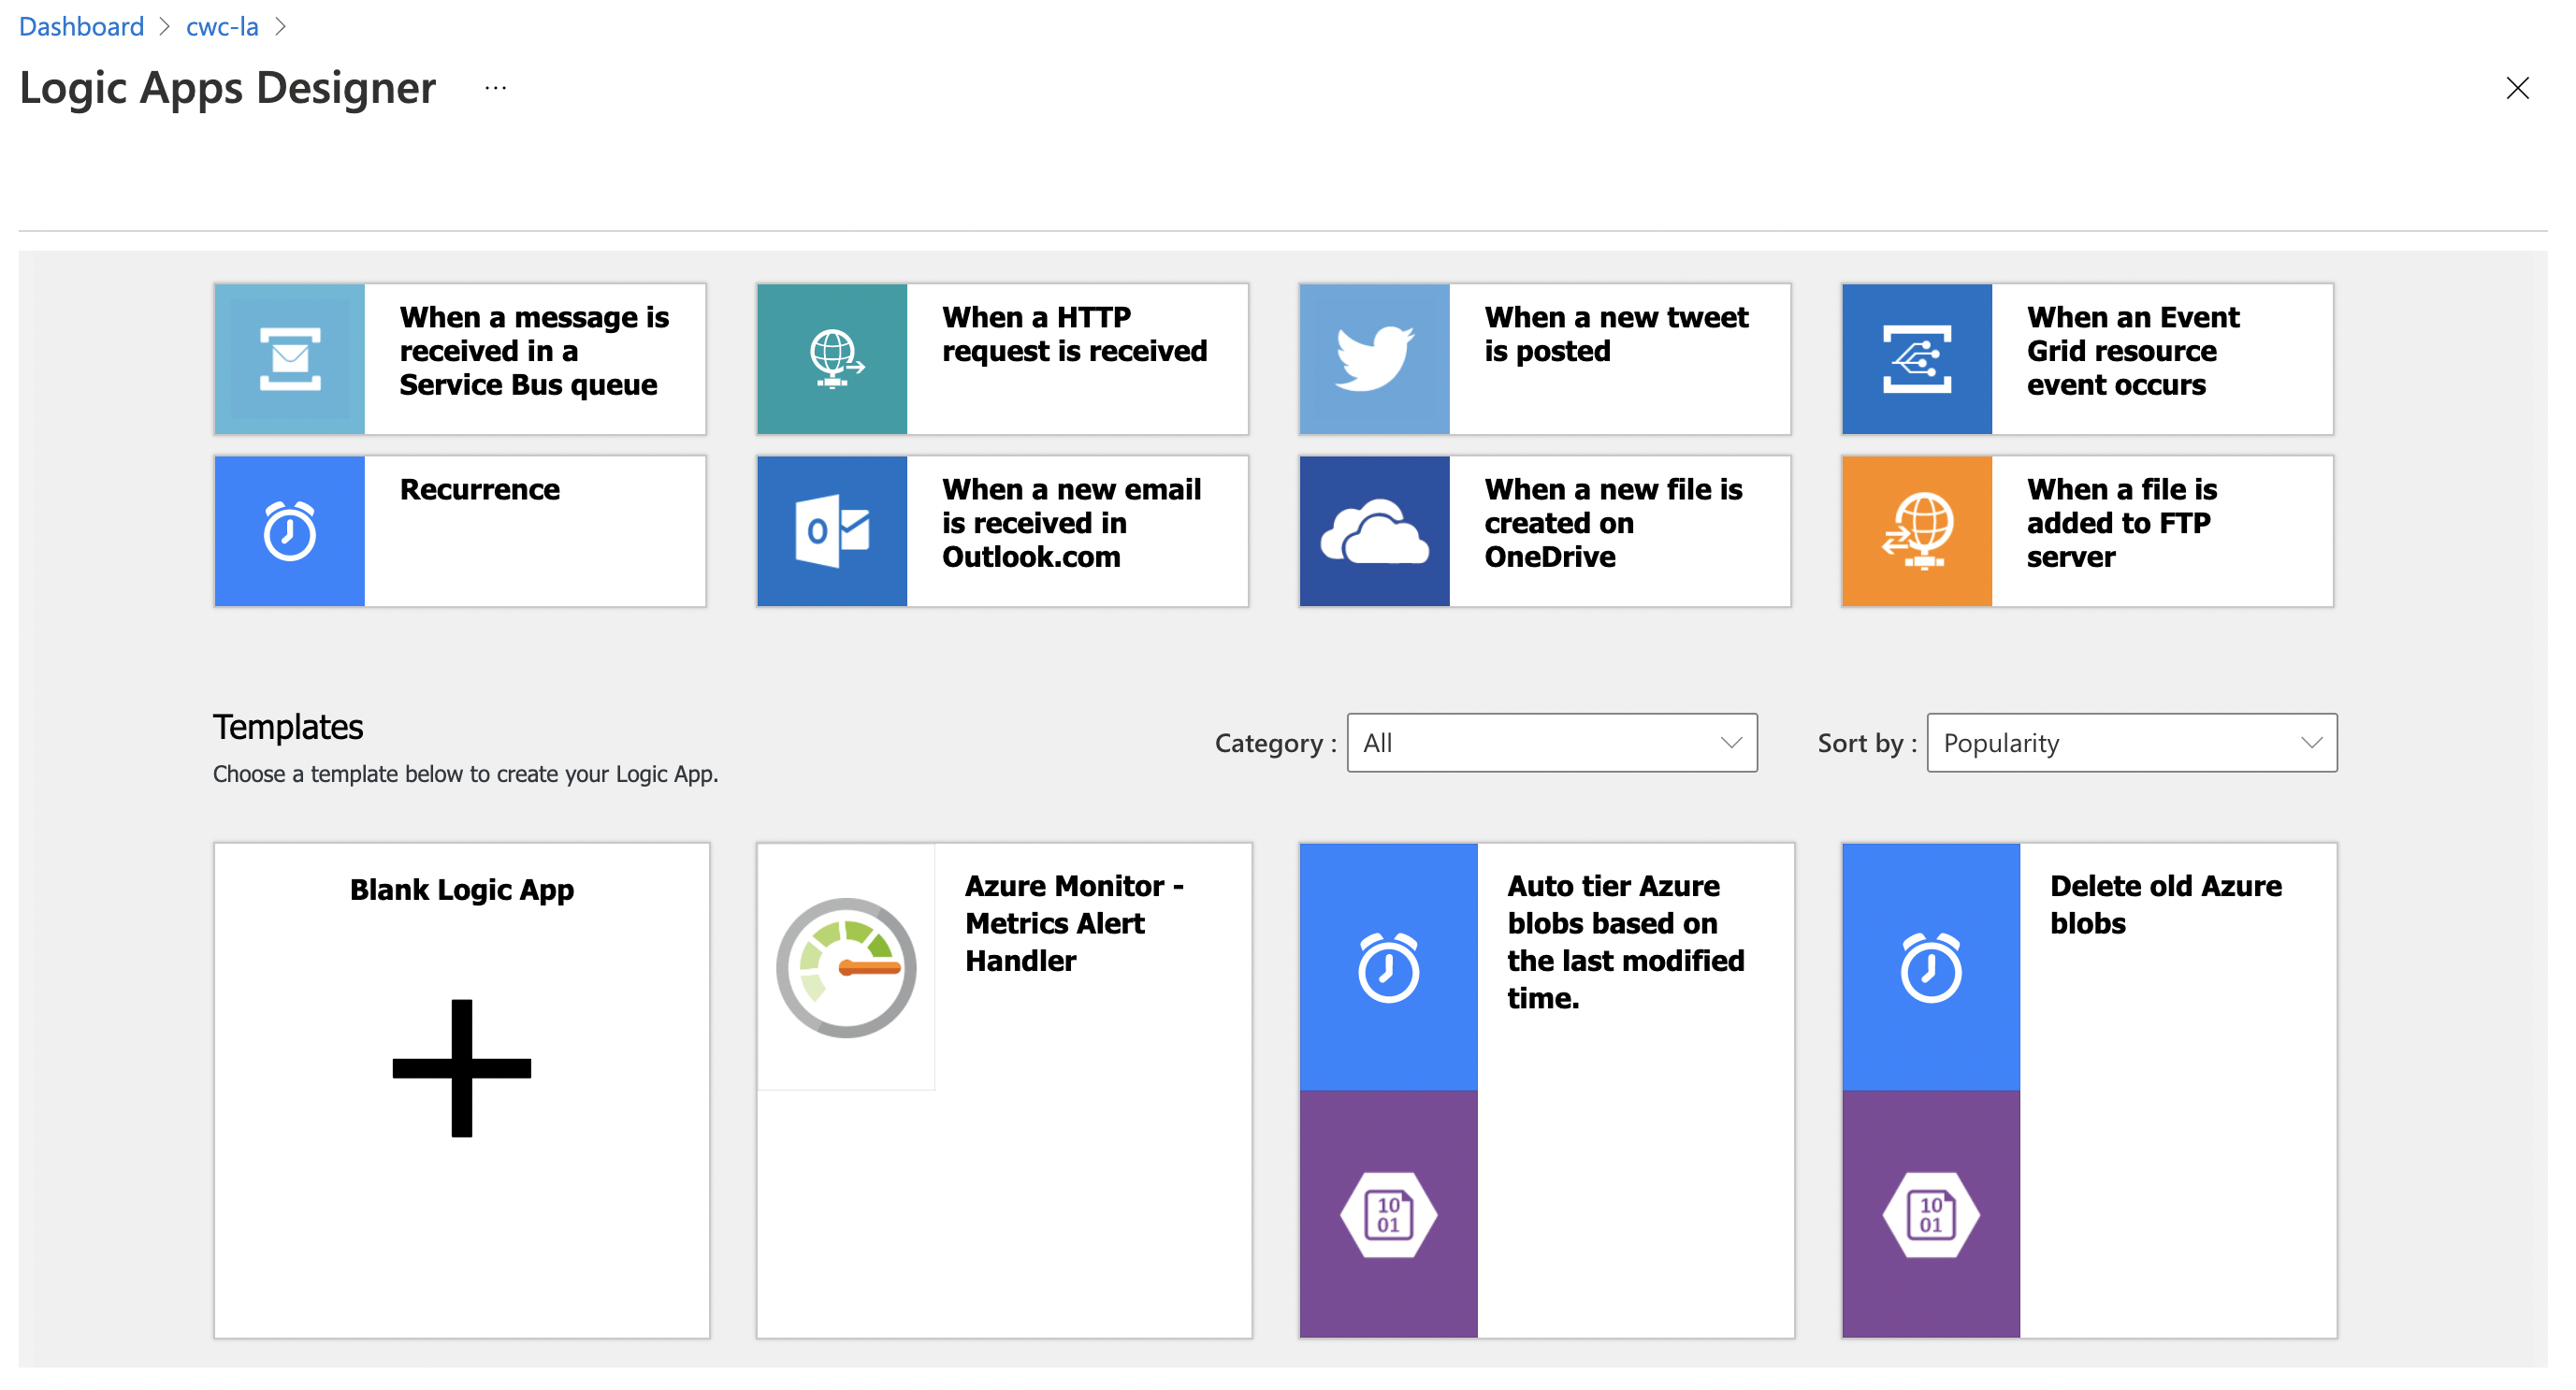 Dashboard > cwc-la >
Logic Apps Designer ...
When a message is
received in a
Service Bus queue
When a HTTP
request is received
When a new tweet
is posted
When an Event
Grid resource
event occurs
Recurrence
When a new email
is received in
Outlook.com
When a new file is
created on
OneDrive
When a file is
added to FTP
server
Templates
Choose a template below to create your Logic App.
Category : All
Sort by : Popularity
Blank Logic App
Azure Monitor -
Metrics Alert
Handler
Auto tier Azure
blobs based on
the last modified
time.
10
01
Delete old Azure
blobs
10
01